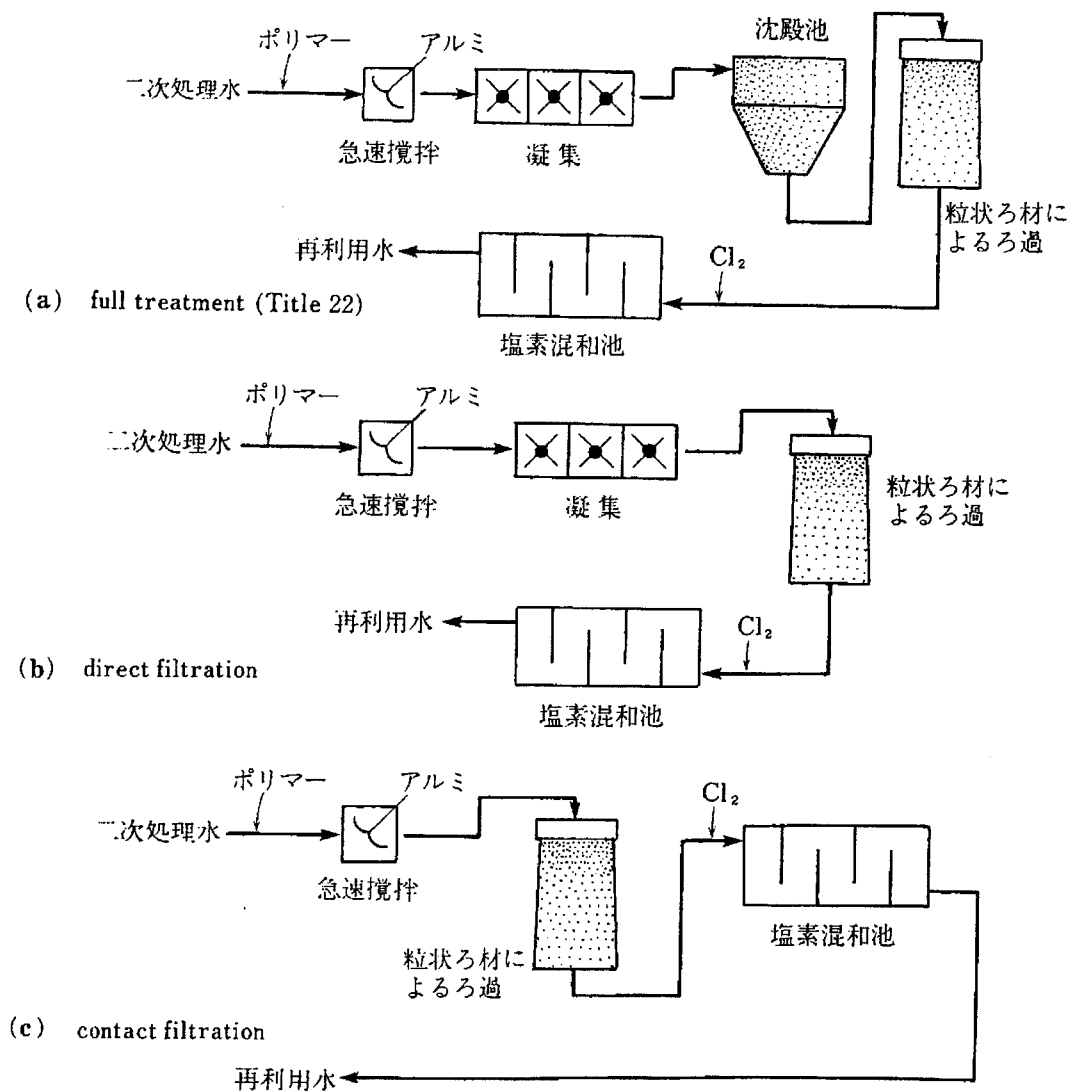 ポリマー
アルミ
沈殿池
二次処理水
急速攪拌
凝集
粒状ろ材に
よるろ過
再利用水
Cl₂
(a) full treatment (Title 22)
塩素混和池
ポリマー
アルミ
二次処理水
急速攪拌
凝集
粒状ろ材に
よるろ過
再利用水
Cl₂
(b) direct filtration
塩素混和池
ポリマー
アルミ
Cl₂
二次処理水
急速攪拌
塩素混和池
粒状ろ材に
よるろ過
(c) contact filtration
再利用水